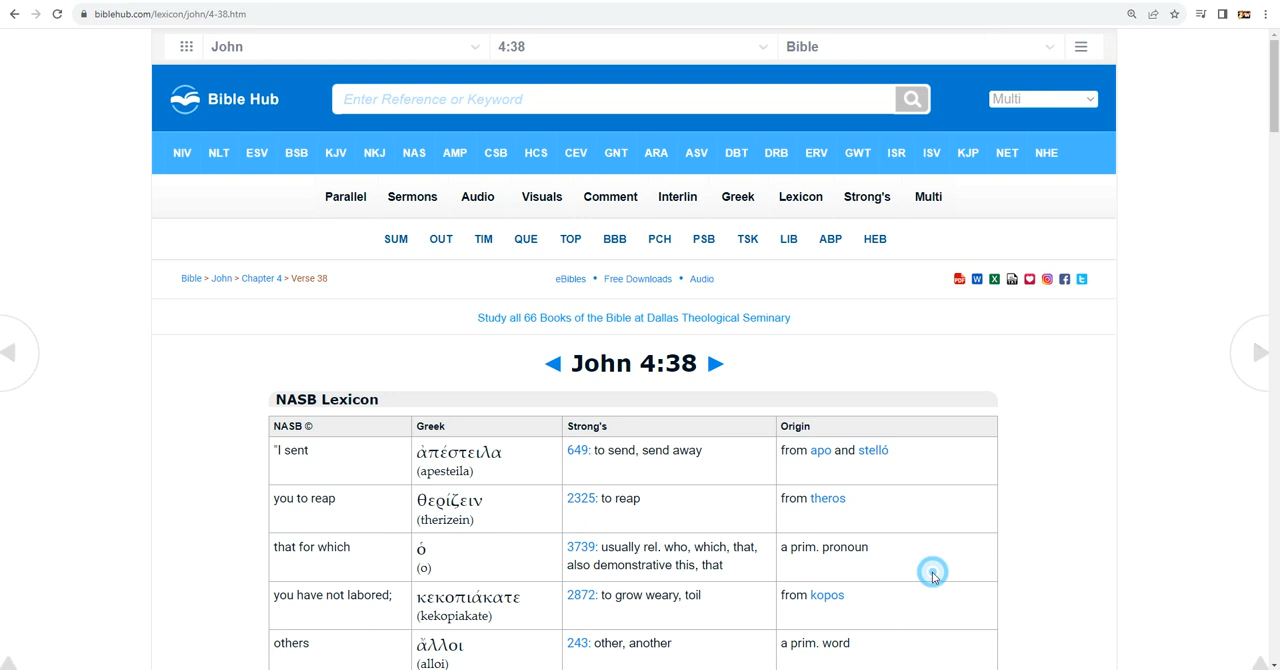 biblehub.com/lexicon/john/4-38.htm
John 4:38 Bible
Bible Hub Enter Reference or Keyword Multi
NIV NLT ESV BSB KJV NKJ NAS AMP CSB HCS CEV GNT ARA ASV DBT DRB ERV GWT ISR ISV KJP NET NHE
Parallel Sermons Audio Visuals Comment Interlin Greek Lexicon Strong's Multi
SUM OUT TIM QUE TOP BBB PCH PSB TSK LIB ABP HEB
Bible > John > Chapter 4 > Verse 38 eBibles • Free Downloads • Audio
Study all 66 Books of the Bible at Dallas Theological Seminary
◄ John 4:38 ►
NASB Lexicon
NASB © Greek Strong's Origin
"I sent ἀπέστειλα 649: to send, send away from apo and stelló
(apesteila)
you to reap θερίζειν 2325: to reap from theros
(therizein)
that for which ὁ 3739: usually rel. who, which, that, a prim. pronoun
(o) also demonstrative this, that
you have not labored; κεκοπιάκατε 2872: to grow weary, toil from kopos
(kekopiakate)
others ἄλλοι 243: other, another a prim. word
(alloi)